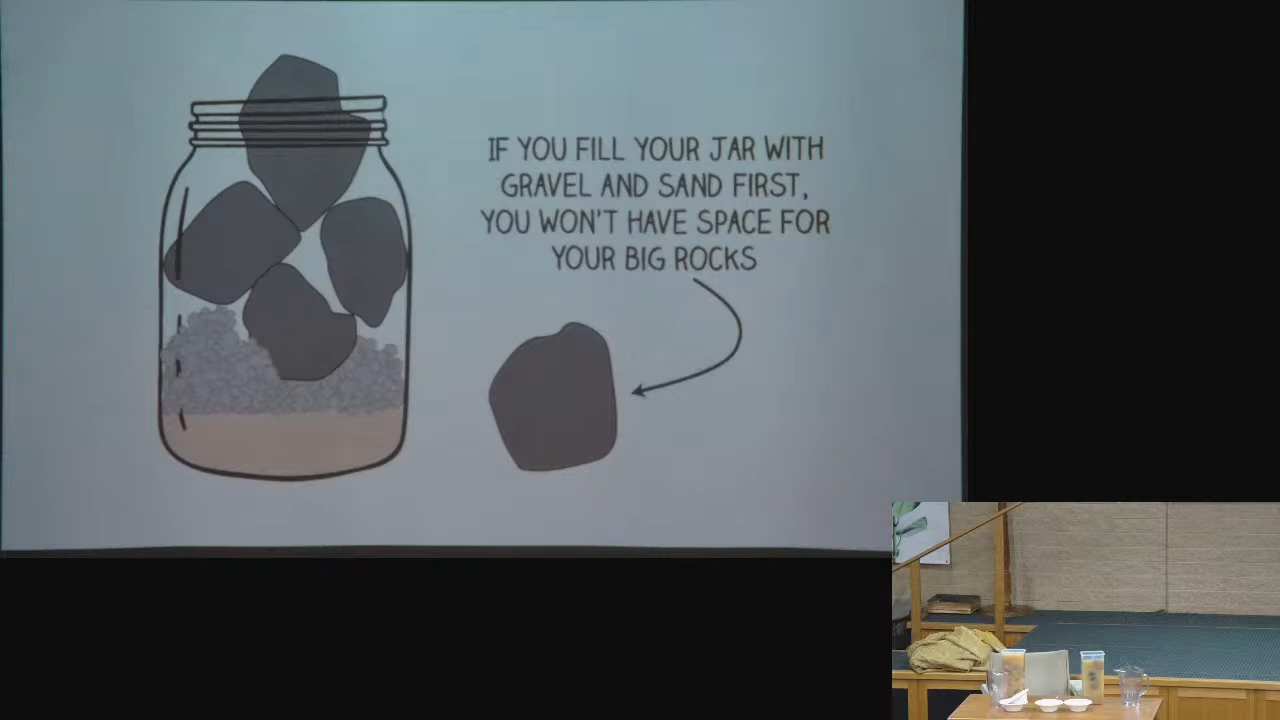 IF YOU FILL YOUR JAR WITH
GRAVEL AND SAND FIRST,
YOU WON'T HAVE SPACE FOR
YOUR BIG ROCKS